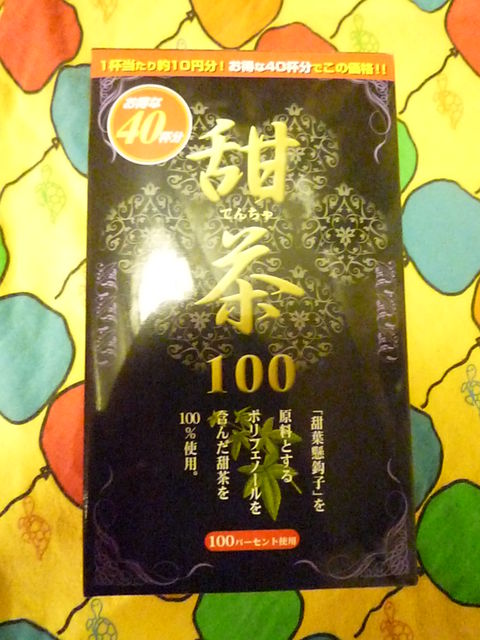 1杯当たり約10円分！お得な40杯分でこの価格!!
お得な
40杯分
甜
てんちゃ
茶
100
「甜葉懸鈎子」を
原料とする
ポリフェノールを
含んだ甜茶を
100%使用。
100パーセント使用